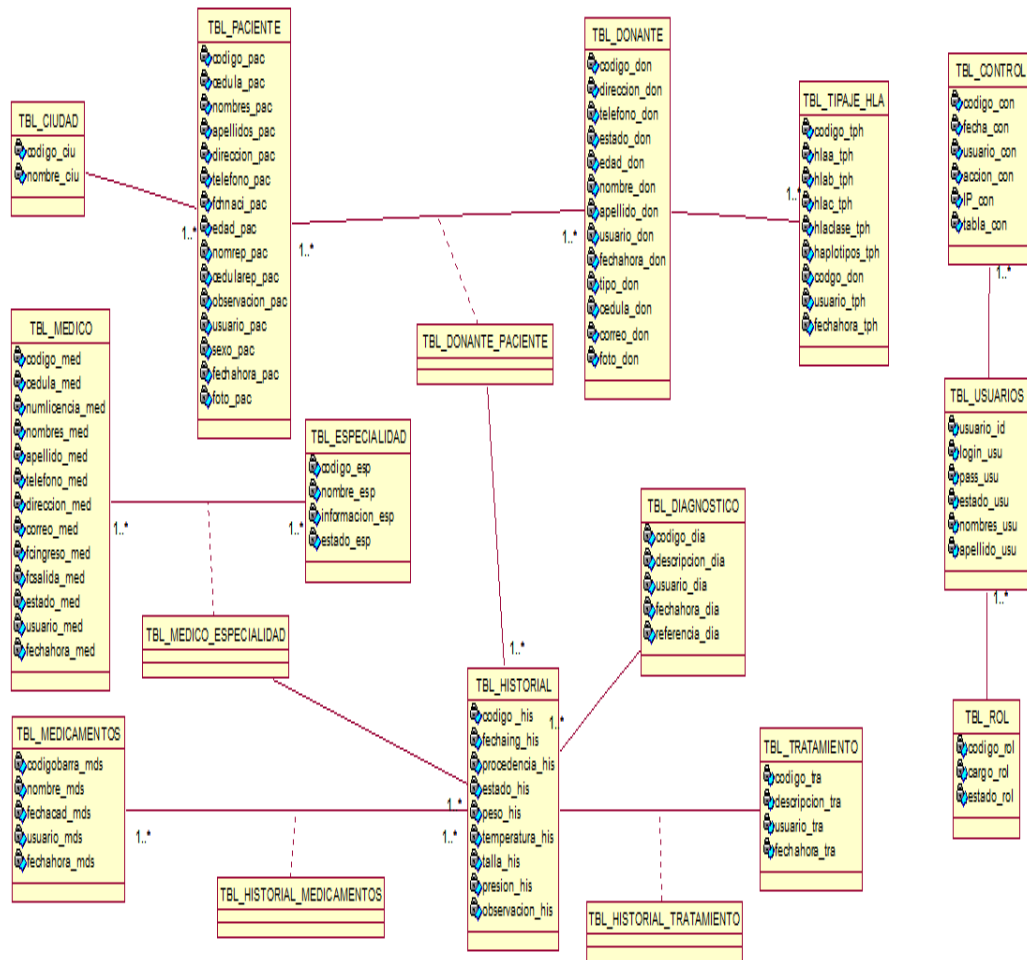 TBL_CIUDAD
codigo_ciu
nombre_ciu
TBL_PACIENTE
codigo_pac
cedula_pac
nombres_pac
apellidos_pac
direccion_pac
telefono_pac
fchnaci_pac
edad_pac
nomrep_pac
cedularep_pac
observacion_pac
usuario_pac
sexo_pac
fechahora_pac
foto_pac
1..*
1..*
1..*
TBL_DONANTE
codigo_don
direccion_don
telefono_don
estado_don
edad_don
nombre_don
apellido_don
usuario_don
fechahora_don
tipo_don
cedula_don
correo_don
foto_don
TBL_TIPAJE_HLA
codigo_tph
hlaa_tph
hlab_tph
hlac_tph
hlaclase_tph
haplotipos_tph
codgo_don
usuario_tph
fechahora_tph
1..*
TBL_CONTROL
codigo_con
fecha_con
usuario_con
accion_con
IP_con
tabla_con
1..*
TBL_DONANTE_PACIENTE
TBL_MEDICO
codigo_med
cedula_med
numlicencia_med
nombres_med
apellido_med
telefono_med
direccion_med
correo_med
fcingreso_med
fcsalida_med
estado_med
usuario_med
fechahora_med
1..*
1..*
TBL_ESPECIALIDAD
codigo_esp
nombre_esp
informacion_esp
estado_esp
TBL_MEDICO_ESPECIALIDAD
TBL_USUARIOS
usuario_id
login_usu
pass_usu
estado_usu
nombres_usu
apellido_usu
1..*
TBL_DIAGNOSTICO
codigo_dia
descripcion_dia
usuario_dia
fechahora_dia
referencia_dia
1..*
TBL_HISTORIAL
codigo_his
fechaing_his
procedencia_his
estado_his
peso_his
temperatura_his
talla_his
presion_his
observacion_his
1..*
1..*
1..*
TBL_MEDICAMENTOS
codigobarra_mds
nombre_mds
fechacad_mds
usuario_mds
fechahora_mds
1..*
TBL_HISTORIAL_MEDICAMENTOS
TBL_TRATAMIENTO
codigo_tra
descripcion_tra
usuario_tra
fechahora_tra
TBL_HISTORIAL_TRATAMIENTO
TBL_ROL
codigo_rol
cargo_rol
estado_rol